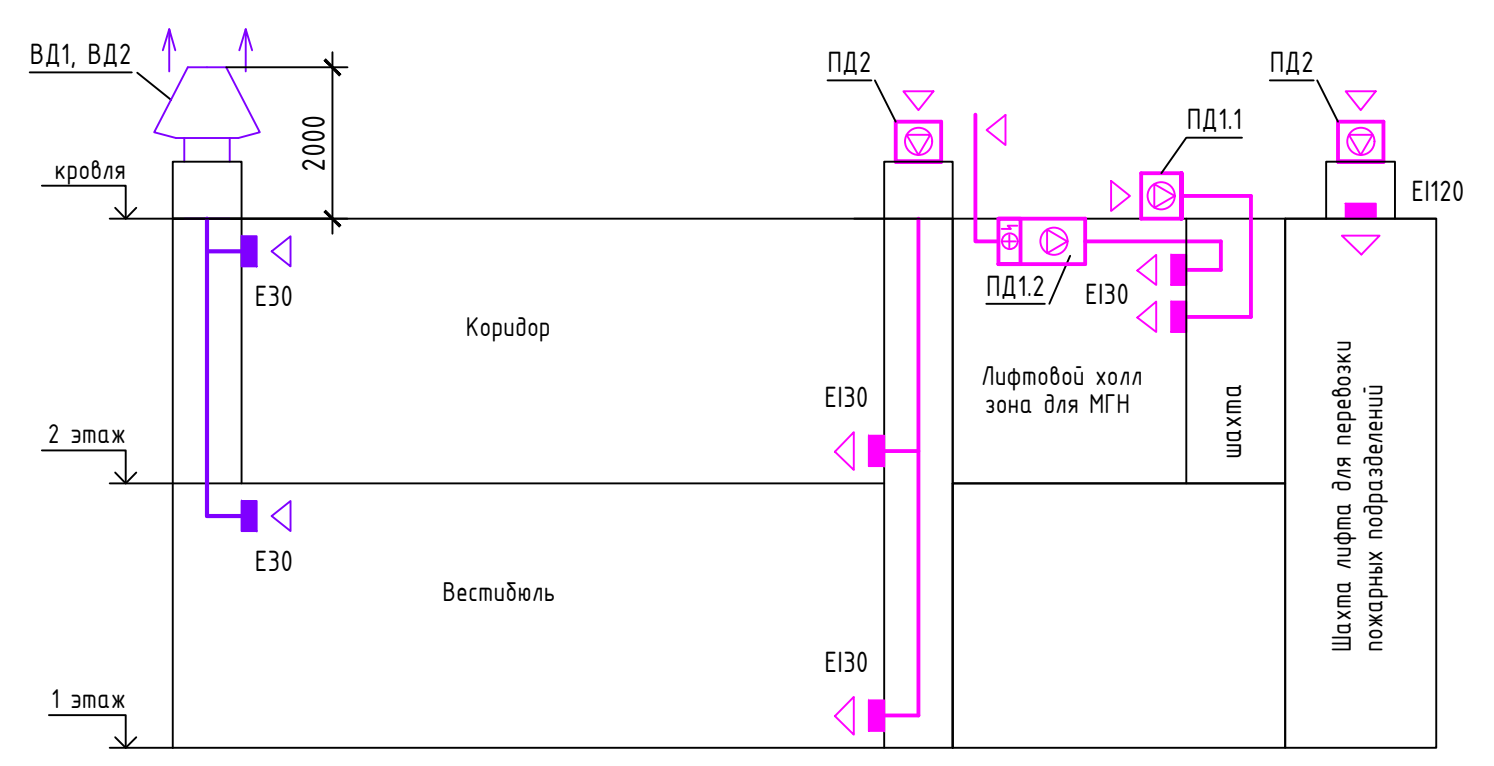 ВД1, ВД2
2000
кровля
Е30
Коридор
2 этаж
Е30
Вестибюль
1 этаж
ПД2
ПД1.1
ПД2
EI120
ПД1.2
EI30
EI30
Лифтовой холл
зона для МГН
шахта
Шахта лифта для перевозки
пожарных подразделений
EI30